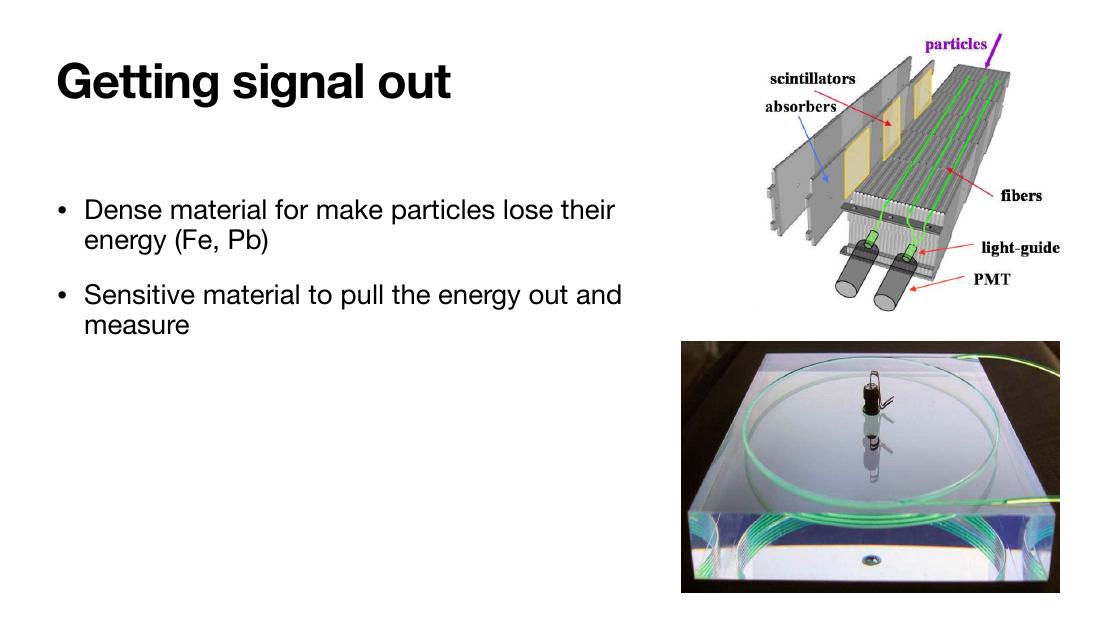 Getting signal out
• Dense material for make particles lose their
energy (Fe, Pb)
• Sensitive material to pull the energy out and
measure
particles
scintillators
absorbers
fibers
light-guide
PMT